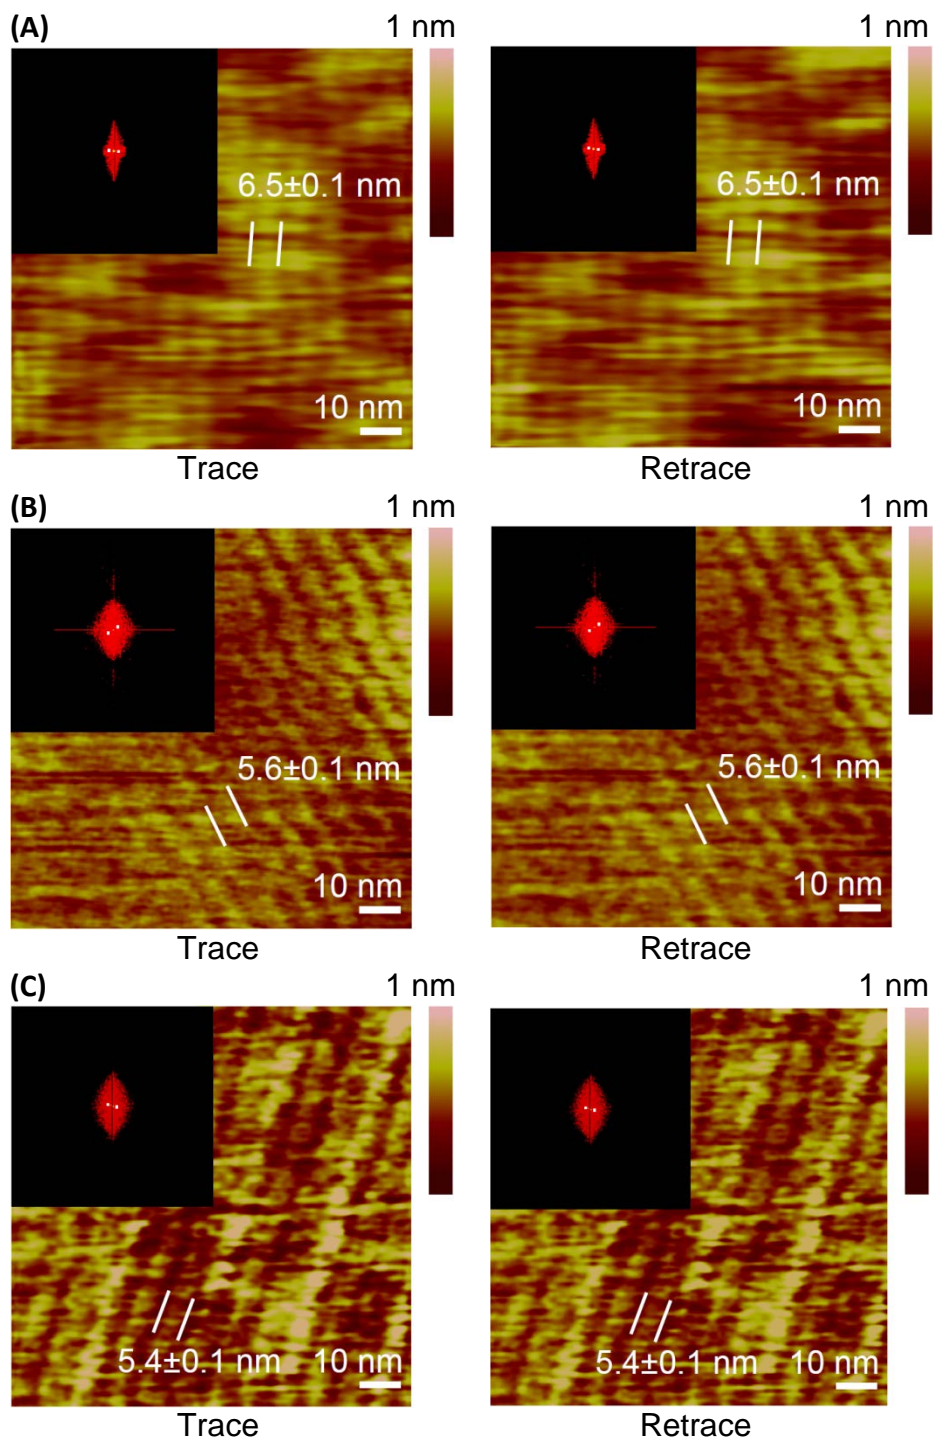 (A) 1 nm 1 nm
6.5±0.1 nm 6.5±0.1 nm
10 nm 10 nm
Trace Retrace
(B) 1 nm 1 nm
5.6±0.1 nm 5.6±0.1 nm
10 nm 10 nm
Trace Retrace
(C) 1 nm 1 nm
5.4±0.1 nm 10 nm 5.4±0.1 nm 10 nm
Trace Retrace